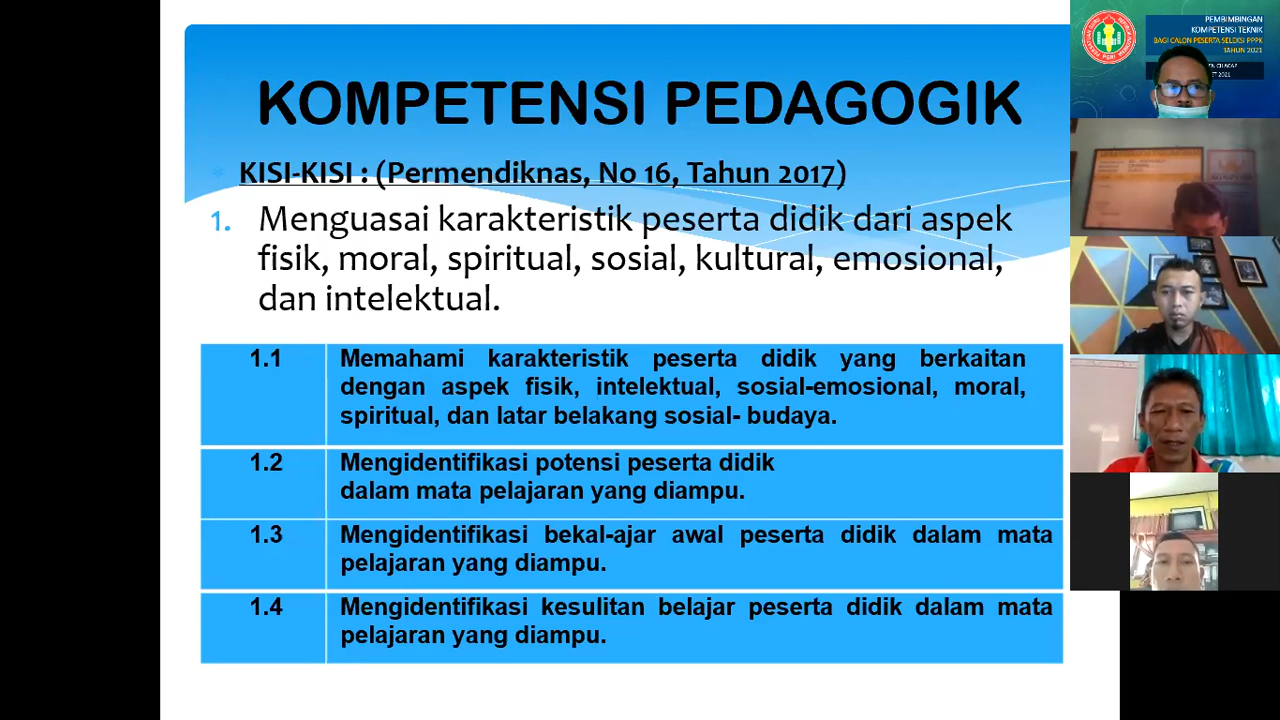 KOMPETENSI PEDAGOGIK
KISI-KISI : (Permendiknas, No 16, Tahun 2017)
1. Menguasai karakteristik peserta didik dari aspek
fisik, moral, spiritual, sosial, kultural, emosional,
dan intelektual.
1.1 Memahami karakteristik peserta didik yang berkaitan
dengan aspek fisik, intelektual, sosial-emosional, moral,
spiritual, dan latar belakang sosial- budaya.
1.2 Mengidentifikasi potensi peserta didik
dalam mata pelajaran yang diampu.
1.3 Mengidentifikasi bekal-ajar awal peserta didik dalam mata
pelajaran yang diampu.
1.4 Mengidentifikasi kesulitan belajar peserta didik dalam mata
pelajaran yang diampu.
PEMBIMBINGAN
KOMPETENSI TEKNIK
BAGI CALON PESERTA SELEKSI PPPK
TAHUN 2021
2021
PGRI